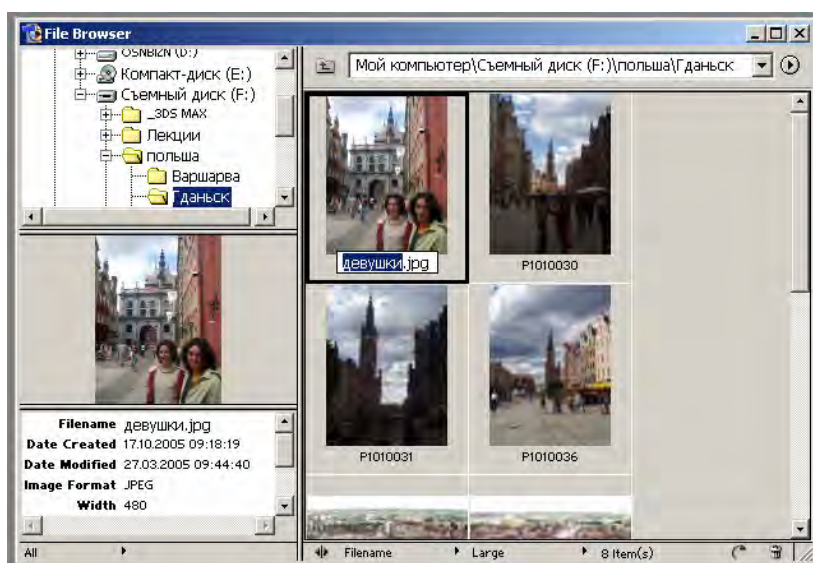 File Browser
OSNBIZN (D:)
Компакт-диск (E:)
Съемный диск (F:)
_3DS MAX
Лекции
польша
Варшарва
Гданьск
Мой компьютер\Съемный диск (F:)\польша\Гданьск
девушки.jpg
P1010030
P1010031
P1010036
Filename девушки.jpg
Date Created 17.10.2005 09:18:19
Date Modified 27.03.2005 09:44:40
Image Format JPEG
Width 480
All
Filename
Large
8 Item(s)